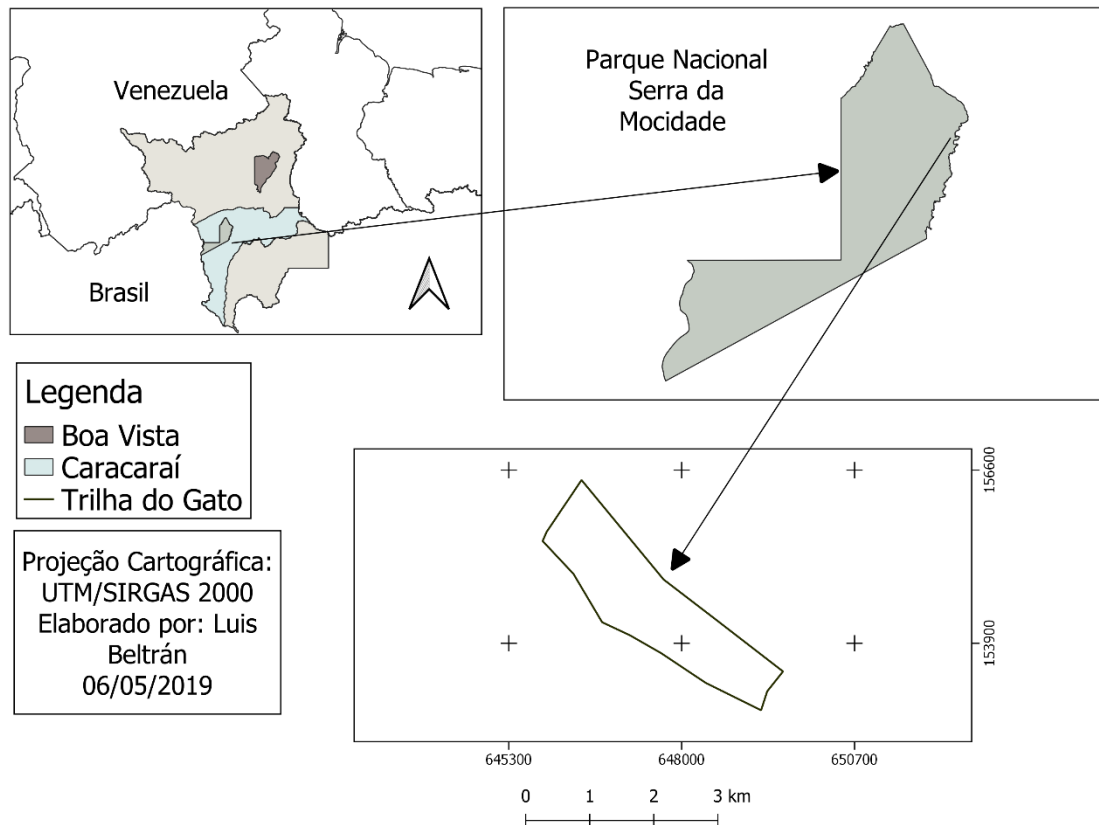 Venezuela
Brasil
Parque Nacional
Serra da
Mocidade
Legenda
Boa Vista
Caracaraí
Trilha do Gato
Projeção Cartográfica:
UTM/SIRGAS 2000
Elaborado por: Luis
Beltrán
06/05/2019
156600
153900
645300 648000 650700
0 1 2 3 km